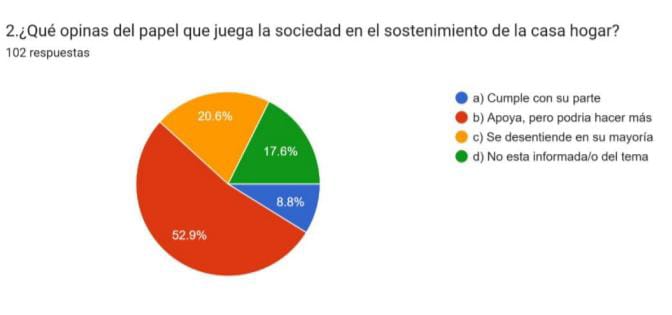 2.¿Qué opinas del papel que juega la sociedad en el sostenimiento de la casa hogar?
102 respuestas
a) Cumple con su parte
b) Apoya, pero podria hacer más
c) Se desentiende en su mayoría
d) No esta informada/o del tema
20.6%
17.6%
8.8%
52.9%